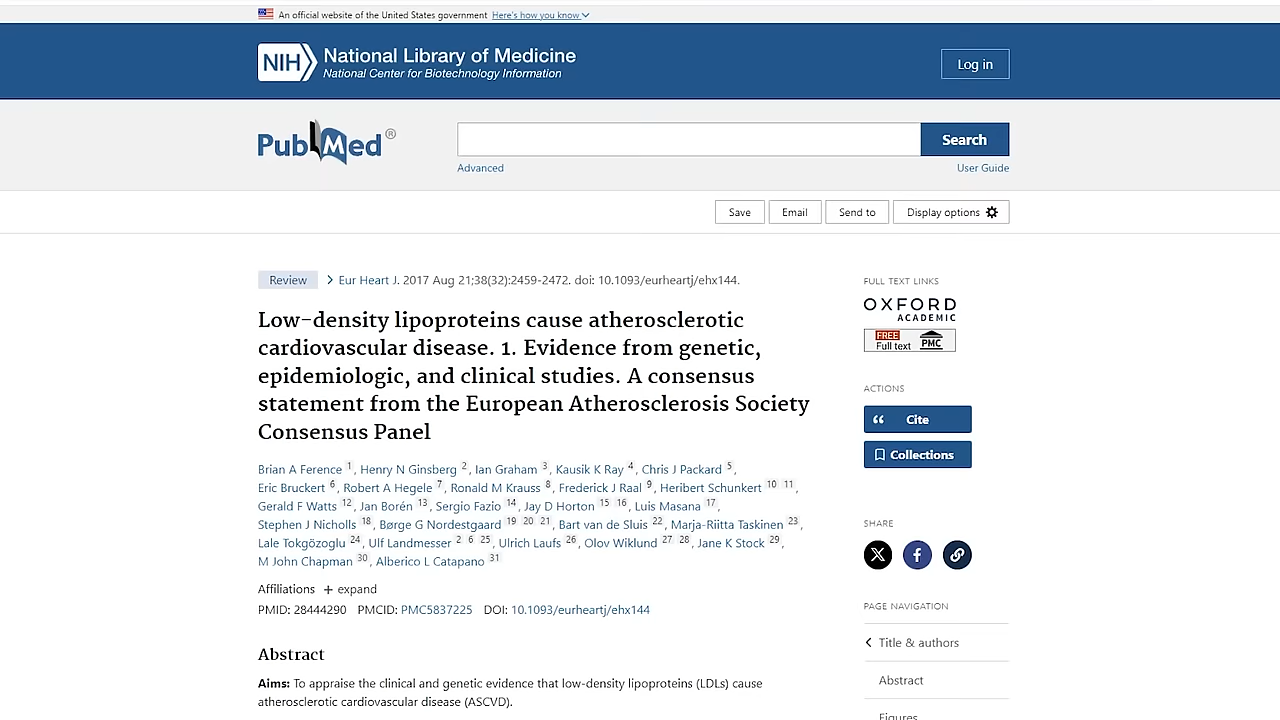 An official website of the United States government Here's how you know
NIH National Library of Medicine
National Center for Biotechnology Information
Log in
PubMed®
Search
Advanced
User Guide
Save
Email
Send to
Display options
Review
Eur Heart J. 2017 Aug 21;38(32):2459-2472. doi: 10.1093/eurheartj/ehx144.
Low-density lipoproteins cause atherosclerotic
cardiovascular disease. 1. Evidence from genetic,
epidemiologic, and clinical studies. A consensus
statement from the European Atherosclerosis Society
Consensus Panel
Brian A Ference 1, Henry N Ginsberg 2, Ian Graham 3, Kausik K Ray 4, Chris J Packard 5,
Eric Bruckert 6, Robert A Hegele 7, Ronald M Krauss 8, Frederick J Raal 9, Heribert Schunkert 10 11,
Gerald F Watts 12, Jan Borén 13, Sergio Fazio 14, Jay D Horton 15 16, Luis Masana 17,
Stephen J Nicholls 18, Børge G Nordestgaard 19 20 21, Bart van de Sluis 22, Marja-Riitta Taskinen 23,
Lale Tokgözoglu 24, Ulf Landmesser 2 6 25, Ulrich Laufs 26, Olov Wiklund 27 28, Jane K Stock 29,
M John Chapman 30, Alberico L Catapano 31
Affiliations + expand
PMID: 28444290 PMCID: PMC5837225 DOI: 10.1093/eurheartj/ehx144
Abstract
Aims: To appraise the clinical and genetic evidence that low-density lipoproteins (LDLs) cause
atherosclerotic cardiovascular disease (ASCVD).
FULL TEXT LINKS
OXFORD
ACADEMIC
FREE
Full text PMC
ACTIONS
Cite
Collections
SHARE
PAGE NAVIGATION
Title & authors
Abstract
Figures